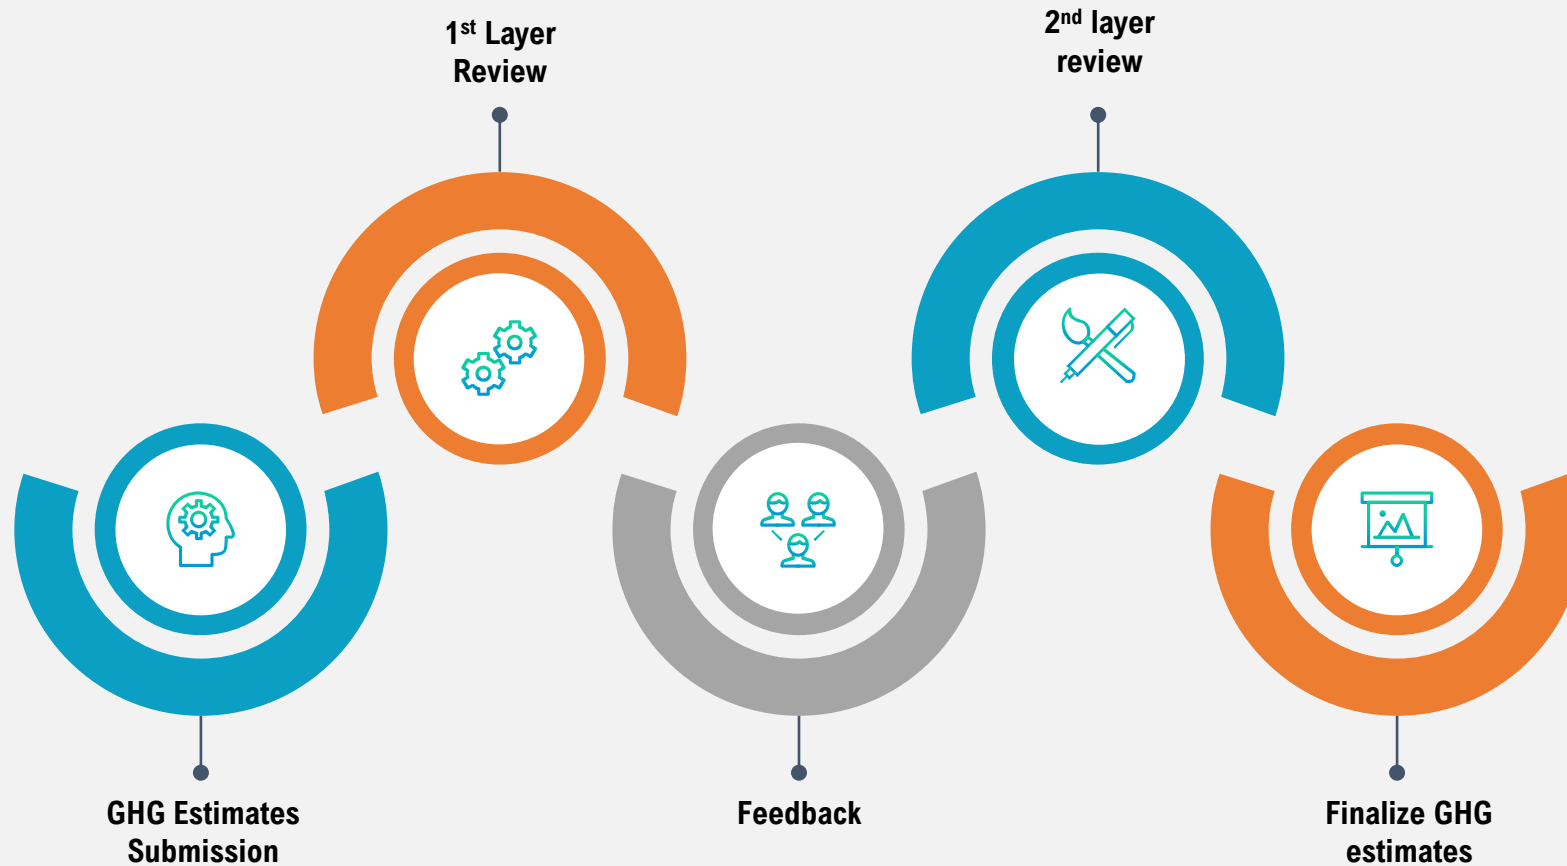 1st Layer
Review
2nd layer
review
GHG Estimates
Submission
Feedback
Finalize GHG
estimates